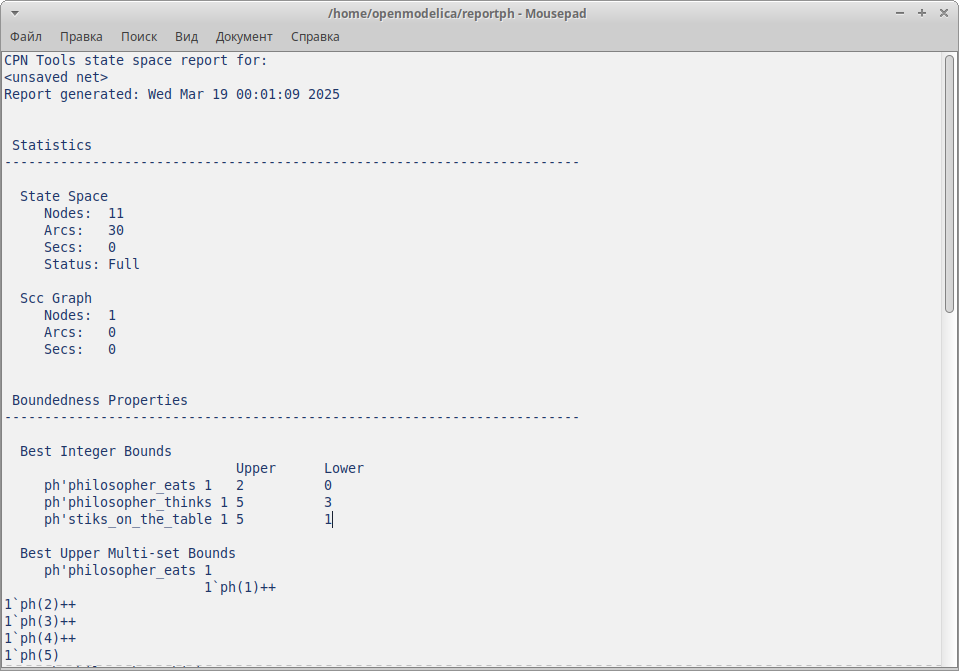 /home/openmodelica/reportph - Mousepad
Файл Правка Поиск Вид Документ Справка
CPN Tools state space report for:
<unsaved net>
Report generated: Wed Mar 19 00:01:09 2025
Statistics
------------------------------------------------------------------------
State Space
Nodes: 11
Arcs: 30
Secs: 0
Status: Full
Scc Graph
Nodes: 1
Arcs: 0
Secs: 0
Boundedness Properties
------------------------------------------------------------------------
Best Integer Bounds
Upper Lower
ph'philosopher_eats 1 2 0
ph'philosopher_thinks 1 5 3
ph'stiks_on_the_table 1 5 1
Best Upper Multi-set Bounds
ph'philosopher_eats 1
1`ph(1)++
1`ph(2)++
1`ph(3)++
1`ph(4)++
1`ph(5)